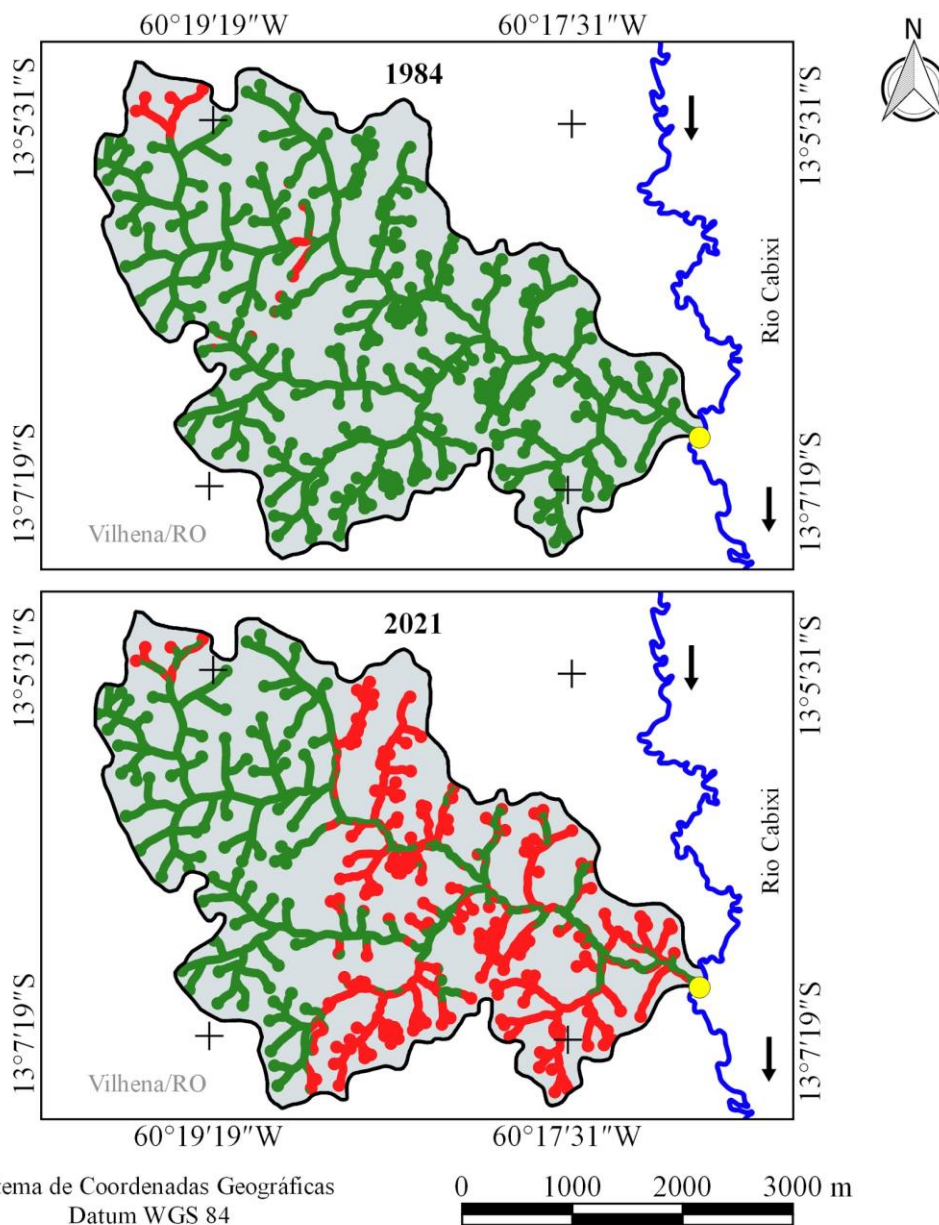 60°19'19"W 60°17'31"W
N
1984
13°5'31"S
13°5'31"S
Rio Cabixi
13°7'19"S
13°7'19"S
Vilhena/RO
2021
13°5'31"S
13°5'31"S
Rio Cabixi
13°7'19"S
13°7'19"S
Vilhena/RO
60°19'19"W 60°17'31"W
tema de Coordenadas Geográficas
Datum WGS 84
0 1000 2000 3000 m